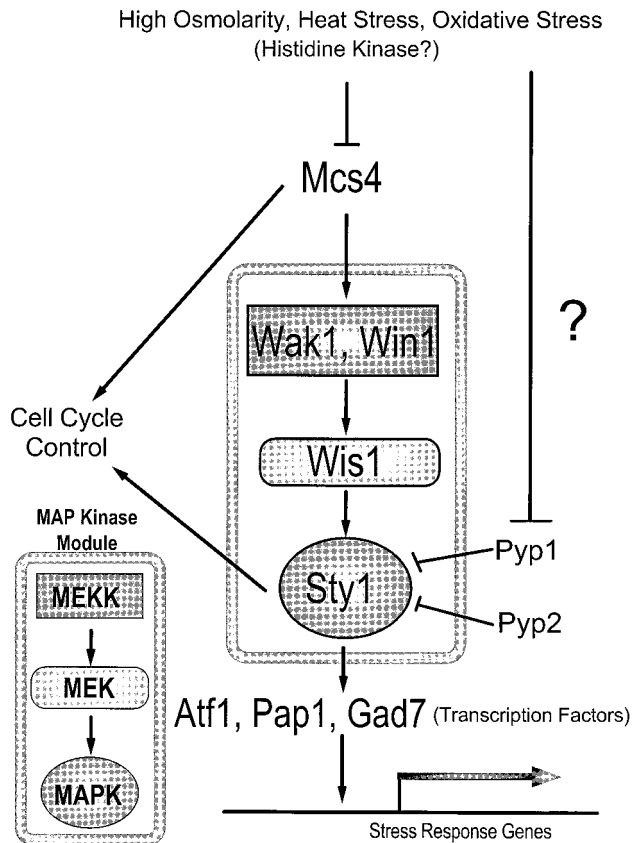 High Osmolarity, Heat Stress, Oxidative Stress
(Histidine Kinase?)
Mcs4
?
Wak1, Win1
Cell Cycle
Control
Wis1
MAP Kinase
Module
Pyp1
MEKK
Sty1
Pyp2
MEK
Atf1, Pap1, Gad7 (Transcription Factors)
MAPK
Stress Response Genes